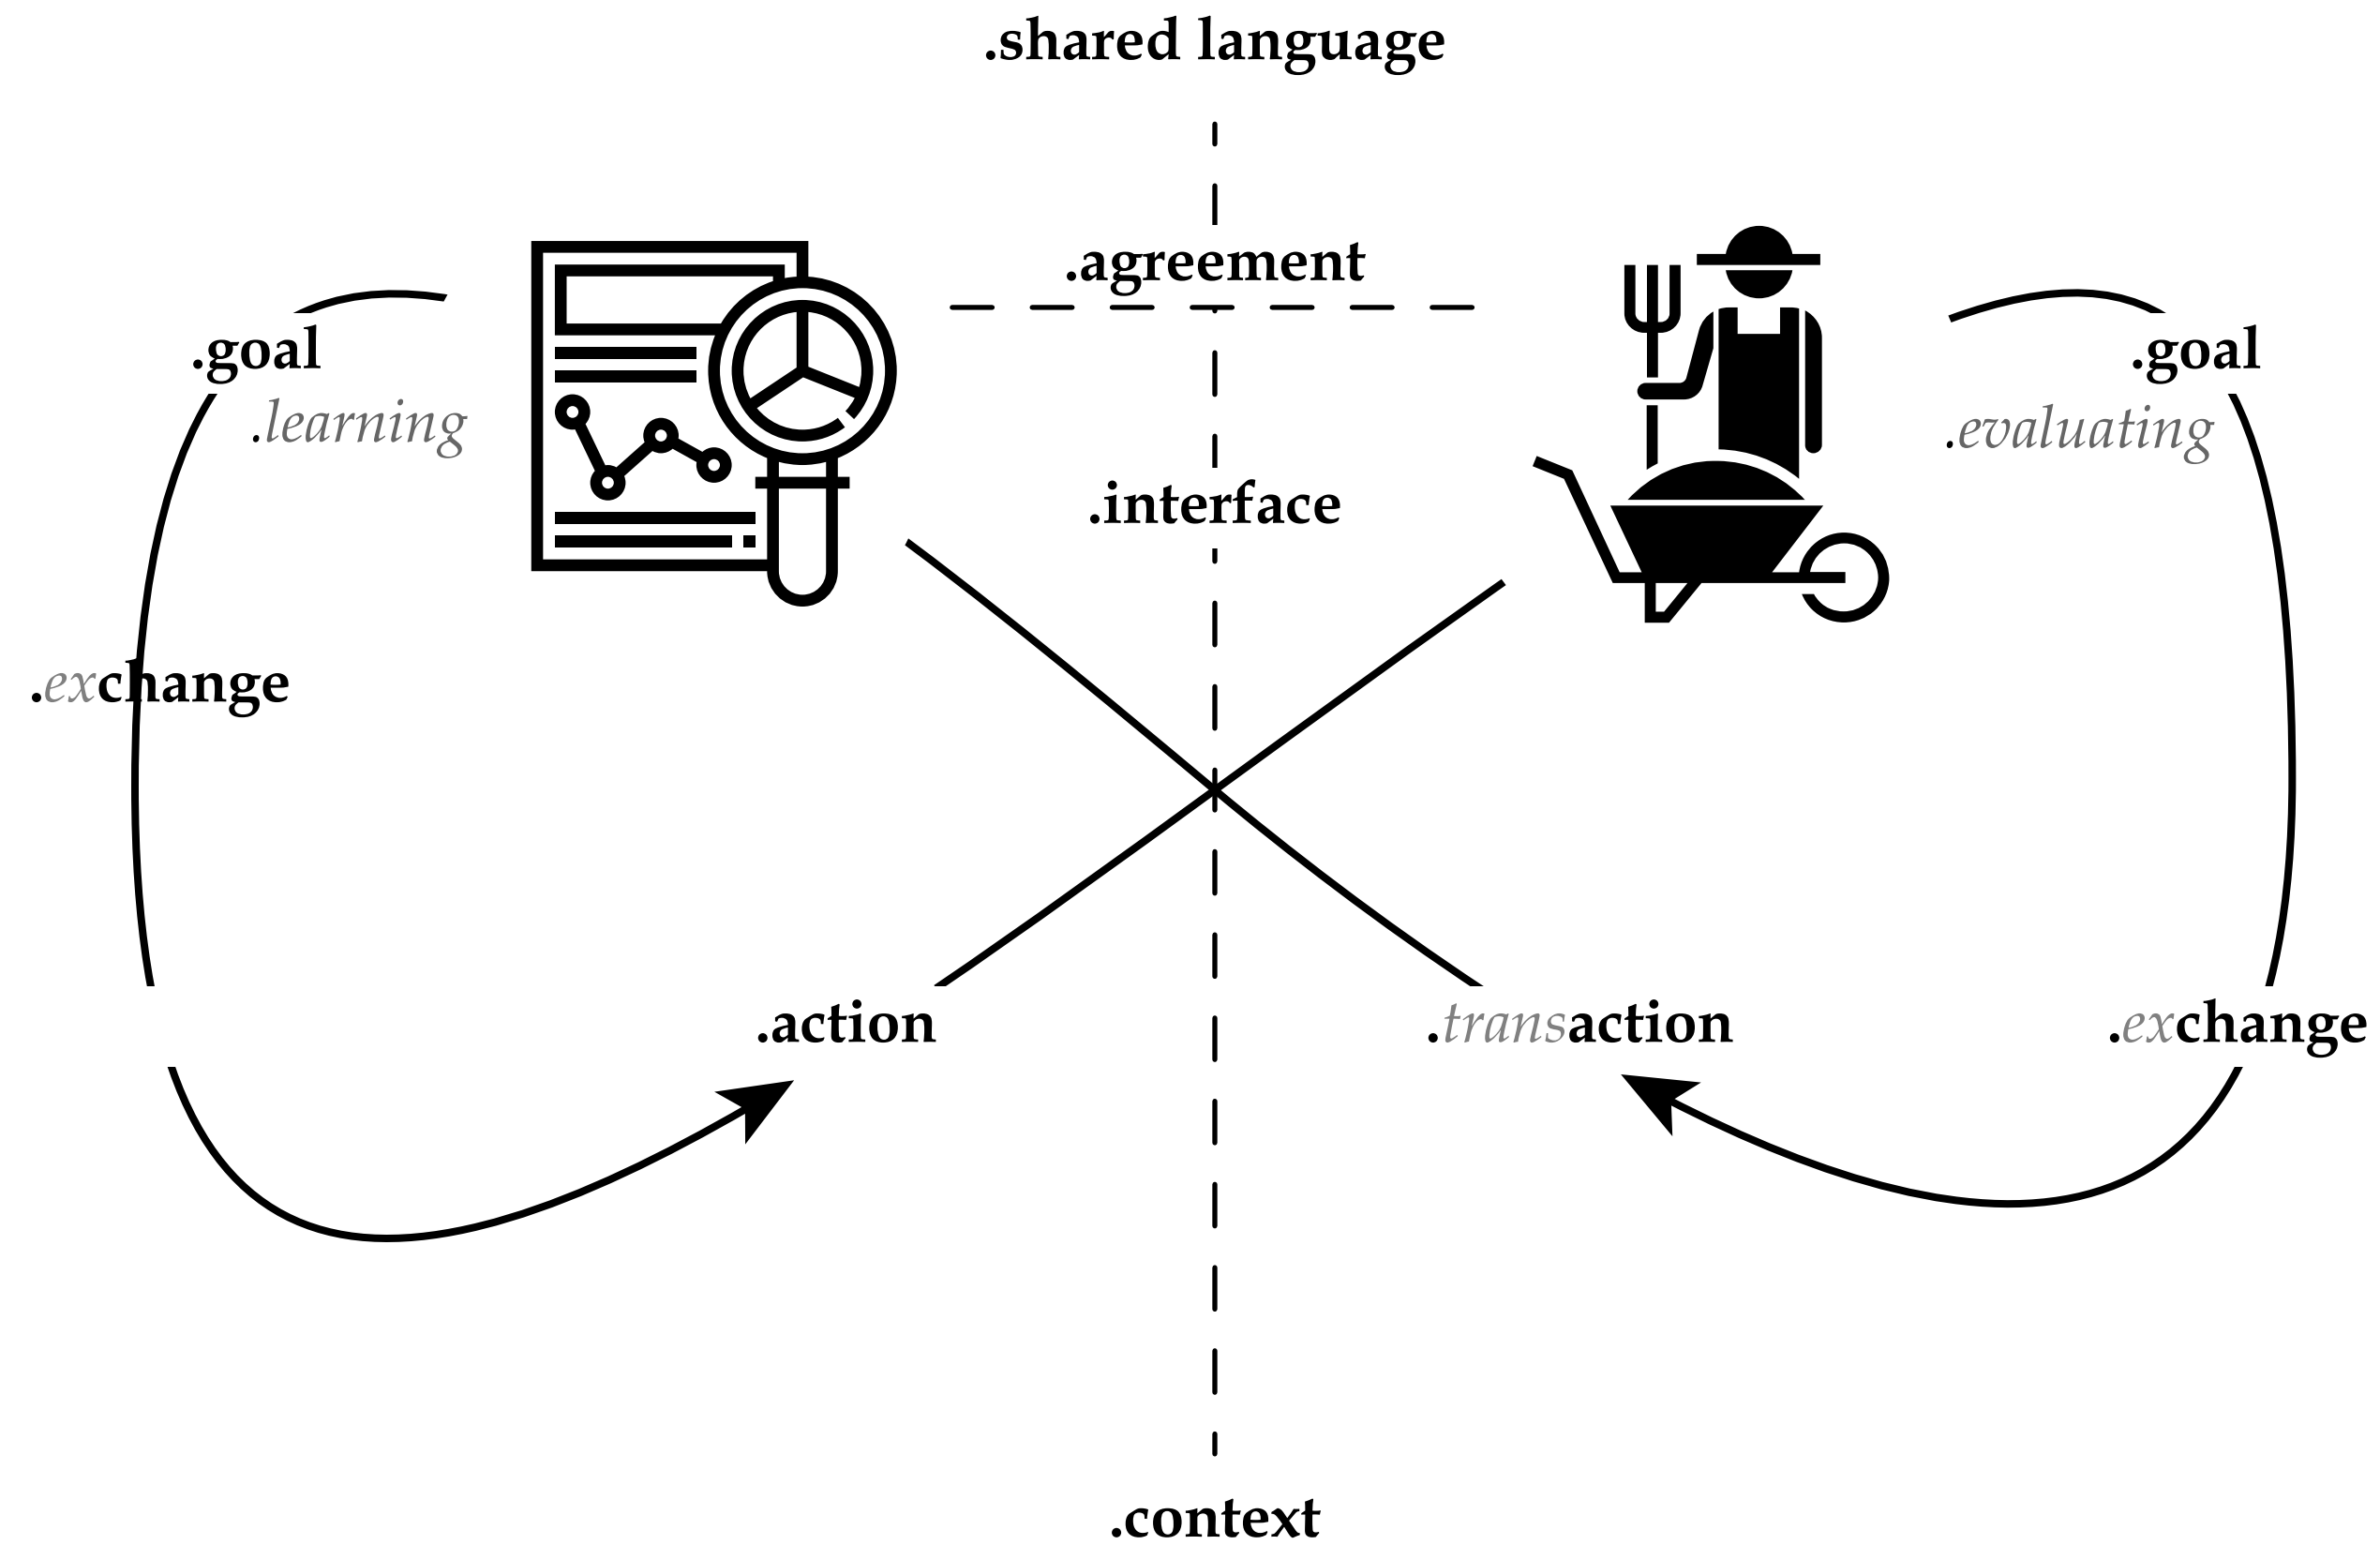 .shared language
.agreement
.goal
.goal
.learning
.evaluating
.interface
.exchange
.action
.transaction
.exchange
.context